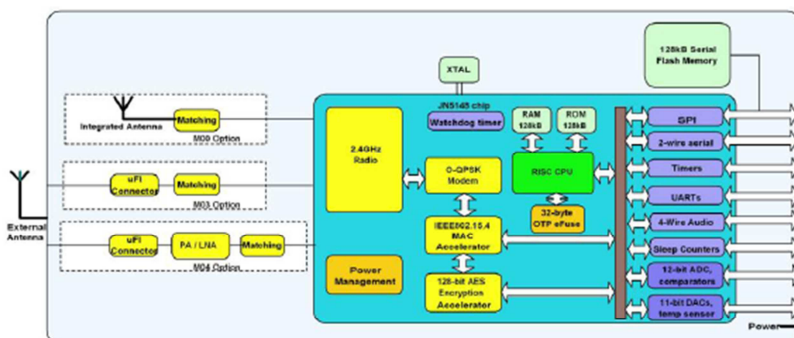 128kB Serial
Flash Memory
XTAL
JN5148 chip
Watchdog timer
RAM
128kB
ROM
128kB
SPI
2-wire serial
Timers
UARTs
4-Wire Audio
Sleep Counters
12-bit ADC,
comparators
11-bit DACs,
temp sensor
Power
RISC CPU
32-byte
OTP eFuse
2.4GHz
Radio
O-QPSK
Modem
IEEE802.15.4
MAC
Accelerator
128-bit AES
Encryption
Accelerator
Power
Management
Integrated Antenna
Matching
M00 Option
uFl
Connector
Matching
M03 Option
External
Antenna
uFl
Connector
PA / LNA
Matching
M04 Option